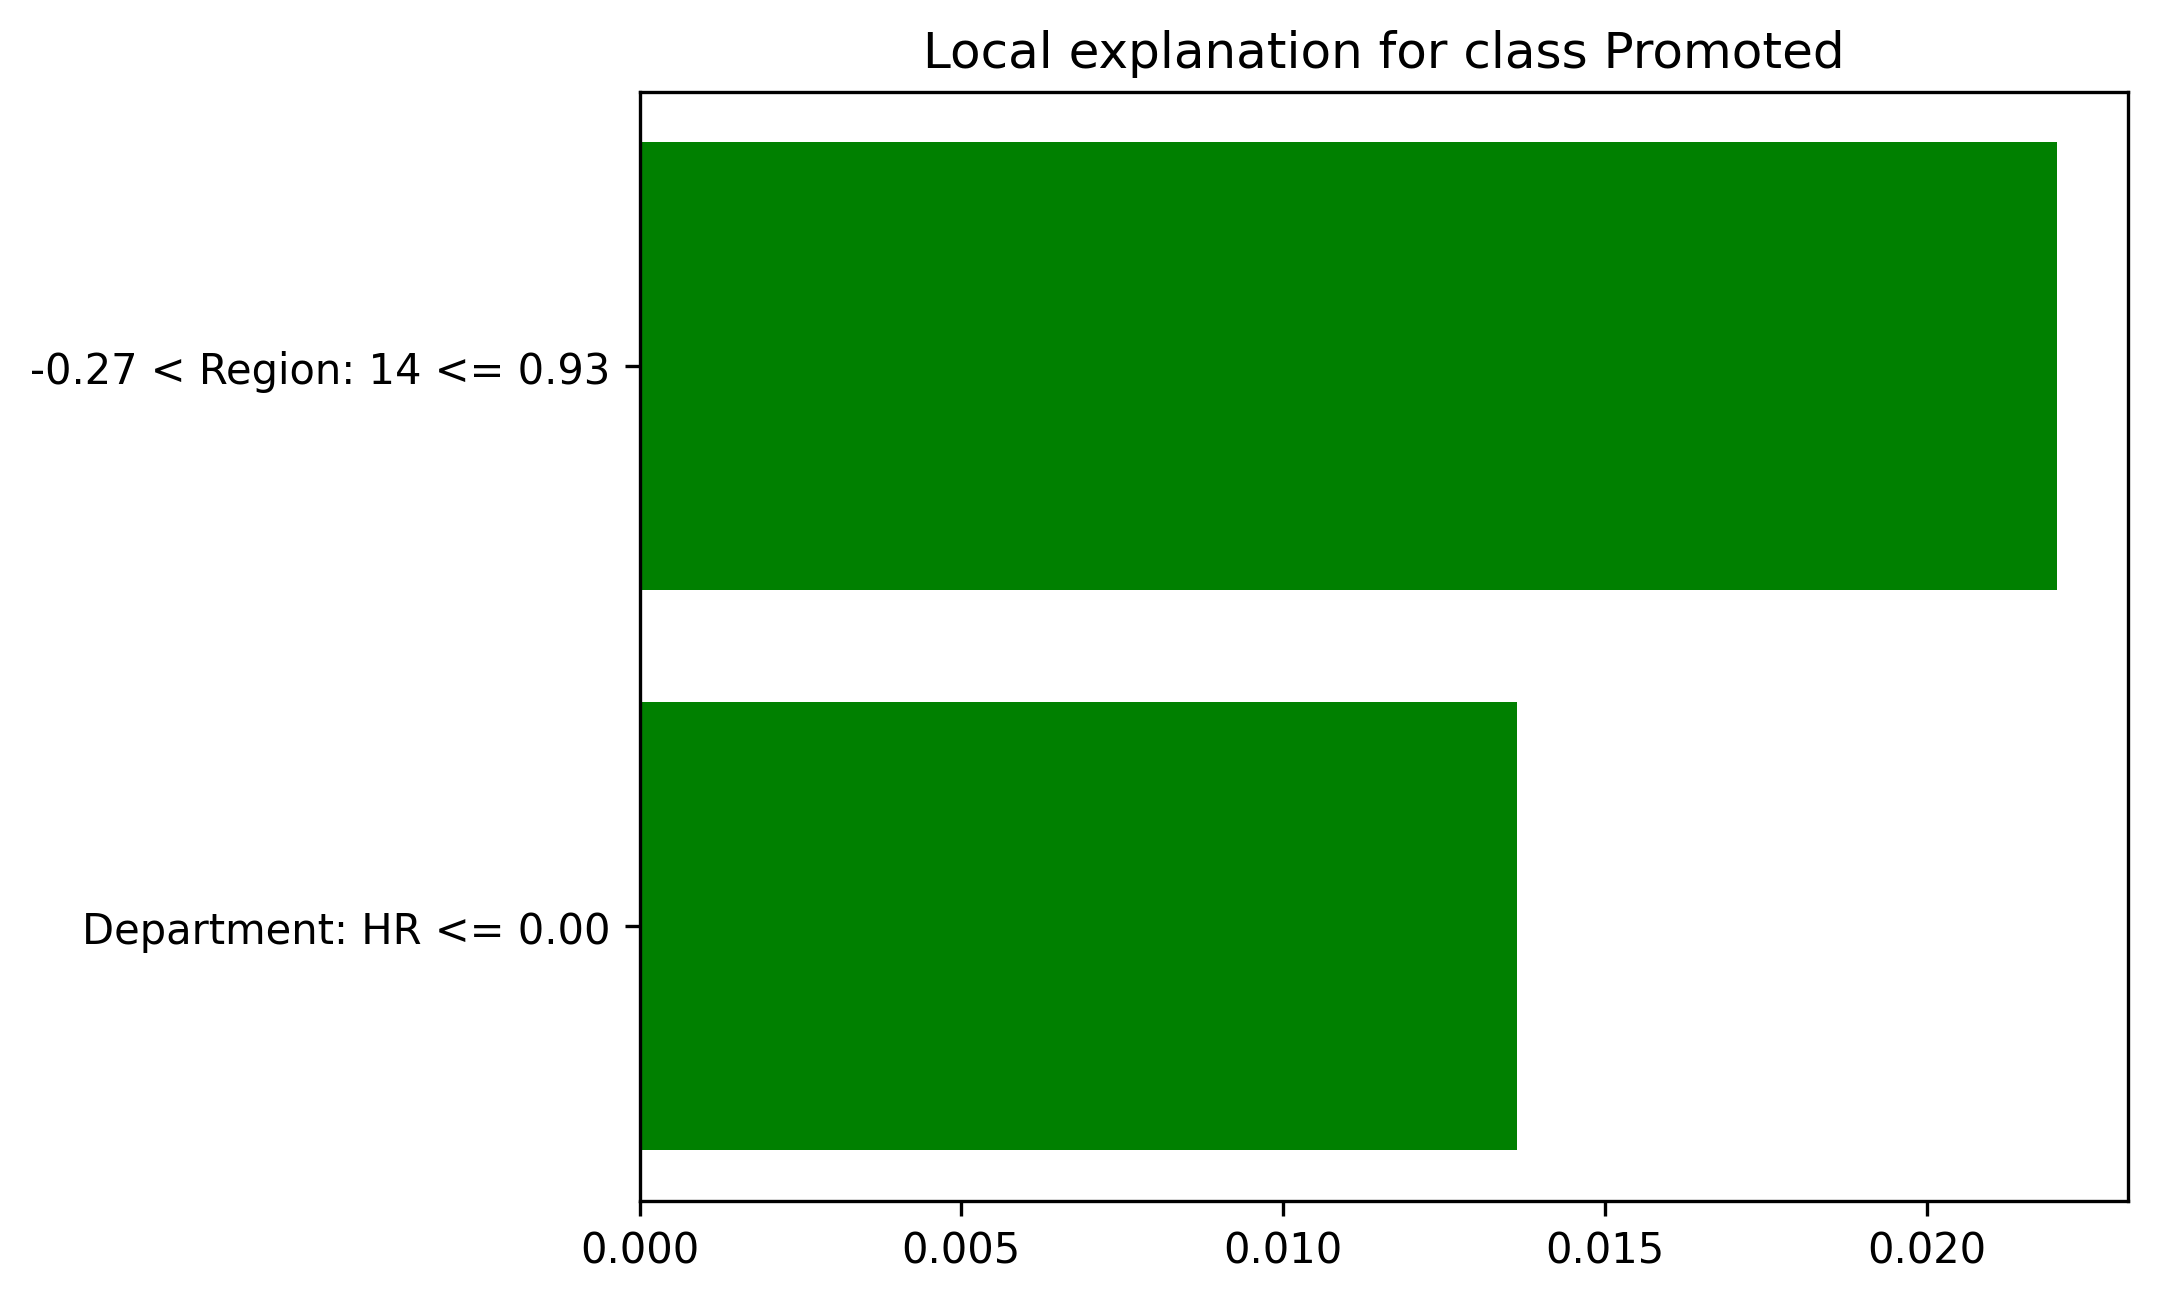 Local explanation for class Promoted
-0.27 < Region: 14 <= 0.93
Department: HR <= 0.00
0.000 0.005 0.010 0.015 0.020